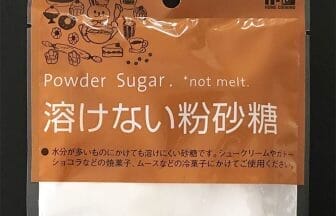 HOME COOKING
Powder Sugar. *not melt.
溶けない粉砂糖
●水分が多いものにかけても溶けにくい砂糖です。シュークリームやガトー
ショコラなどの焼菓子、ムースなどの冷菓子にかけてご使用ください。